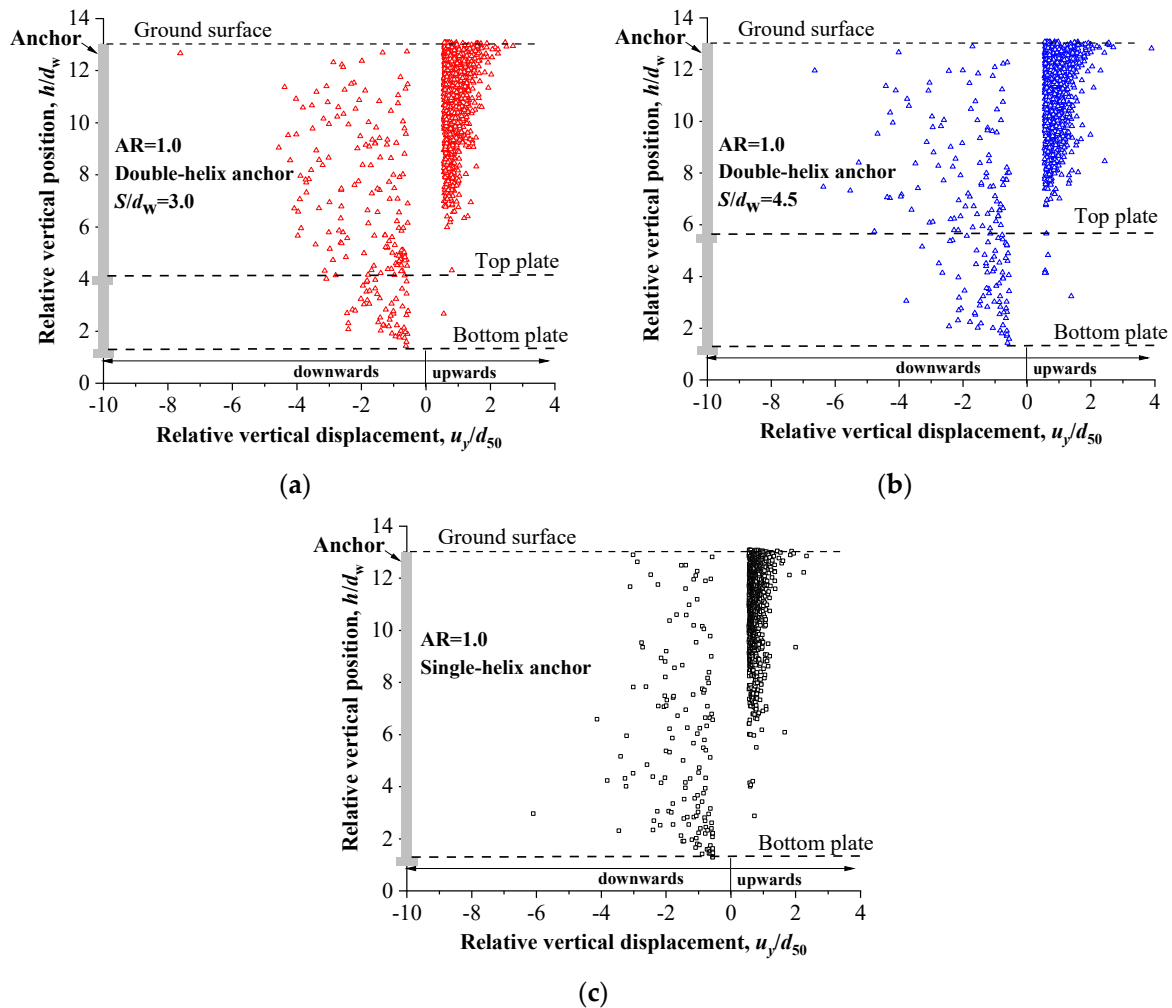 14
Ground surface
Anchor
12
10
AR=1.0
Double-helix anchor
S/dw=3.0
8
6
Top plate
4
2
Bottom plate
downwards
upwards
0
-10 -8 -6 -4 -2 0 2 4
Relative vertical position, h/dw
Relative vertical displacement, uy/d50
(a)
14
Ground surface
Anchor
12
10
AR=1.0
Double-helix anchor
S/dw=4.5
8
6
Top plate
4
2
Bottom plate
downwards
upwards
0
-10 -8 -6 -4 -2 0 2 4
Relative vertical position, h/dw
Relative vertical displacement, uy/d50
(b)
14
Ground surface
Anchor
12
10
AR=1.0
Single-helix anchor
8
6
4
2
Bottom plate
downwards
upwards
0
-10 -8 -6 -4 -2 0 2 4
Relative vertical position, h/dw
Relative vertical displacement, uy/d50
(c)